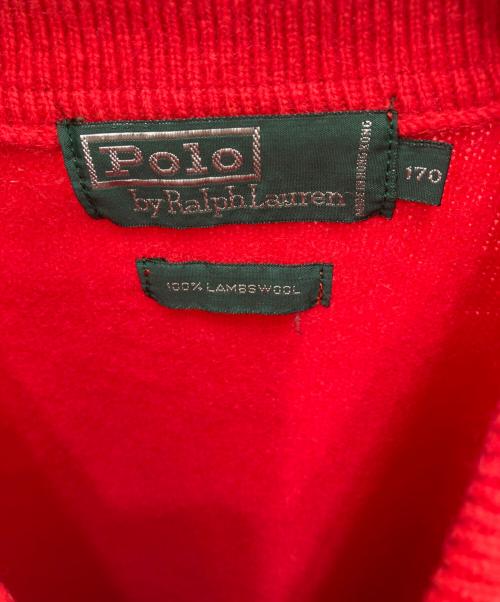 Polo
by Ralph Lauren
MADE IN HONG KONG
170
100% LAMBSWOOL